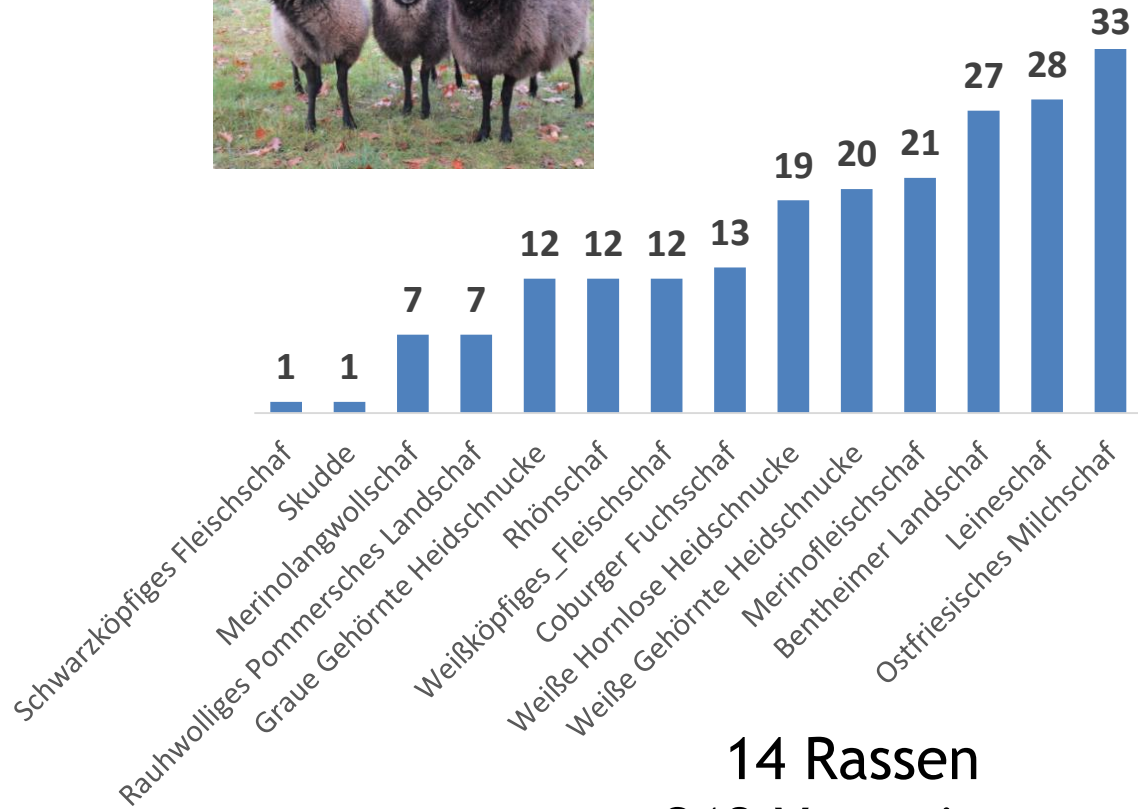 33
28
27
21
20
19
13
12 12 12
7 7
1 1
Schwarzköpfiges Fleischschaf
Skudde
Merinolangwollschaf
Rauhwolliges Pommersches Landschaf
Graue Gehörnte Heidschnucke
Rhönschaf
Weißköpfiges_Fleischschaf
Coburger Fuchsschaf
Weiße Hornlose Heidschnucke
Weiße Gehörnte Heidschnucke
Merinofleischschaf
Bentheimer Landschaf
Leineschaf
Ostfriesisches Milchschaf
14 Rassen